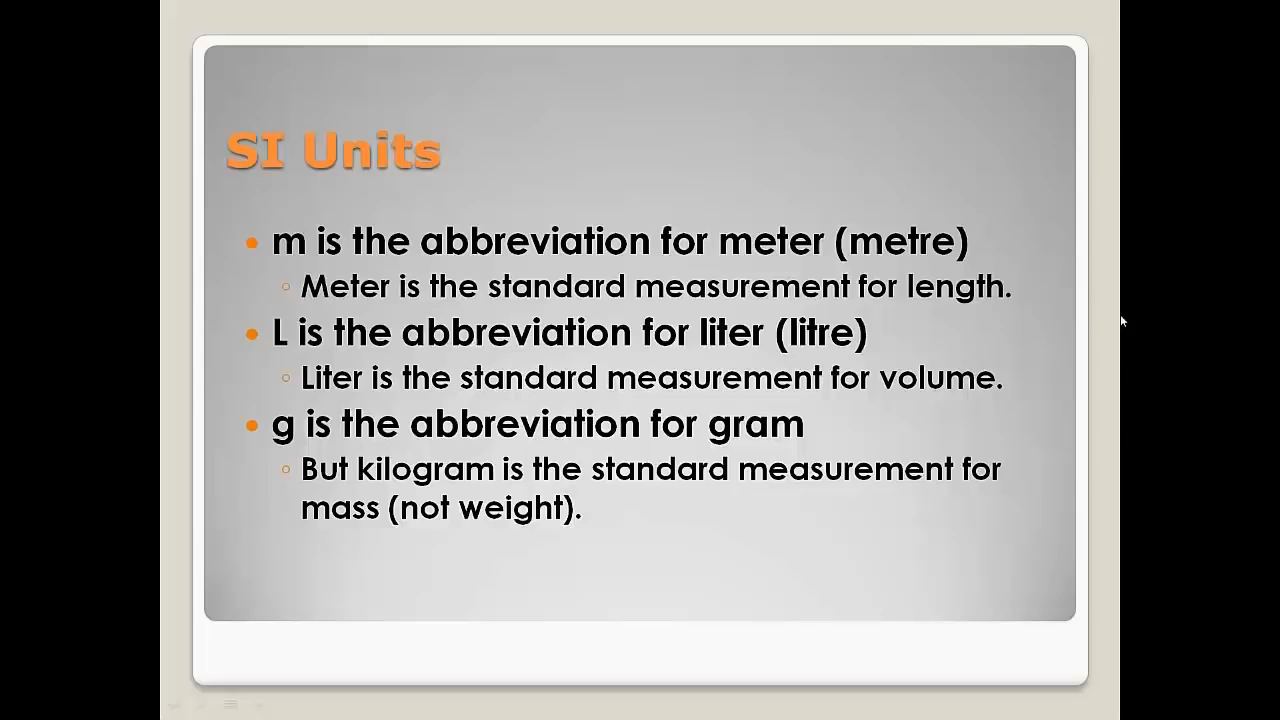 SI Units
m is the abbreviation for meter (metre)
Meter is the standard measurement for length.
L is the abbreviation for liter (litre)
Liter is the standard measurement for volume.
g is the abbreviation for gram
But kilogram is the standard measurement for
mass (not weight).